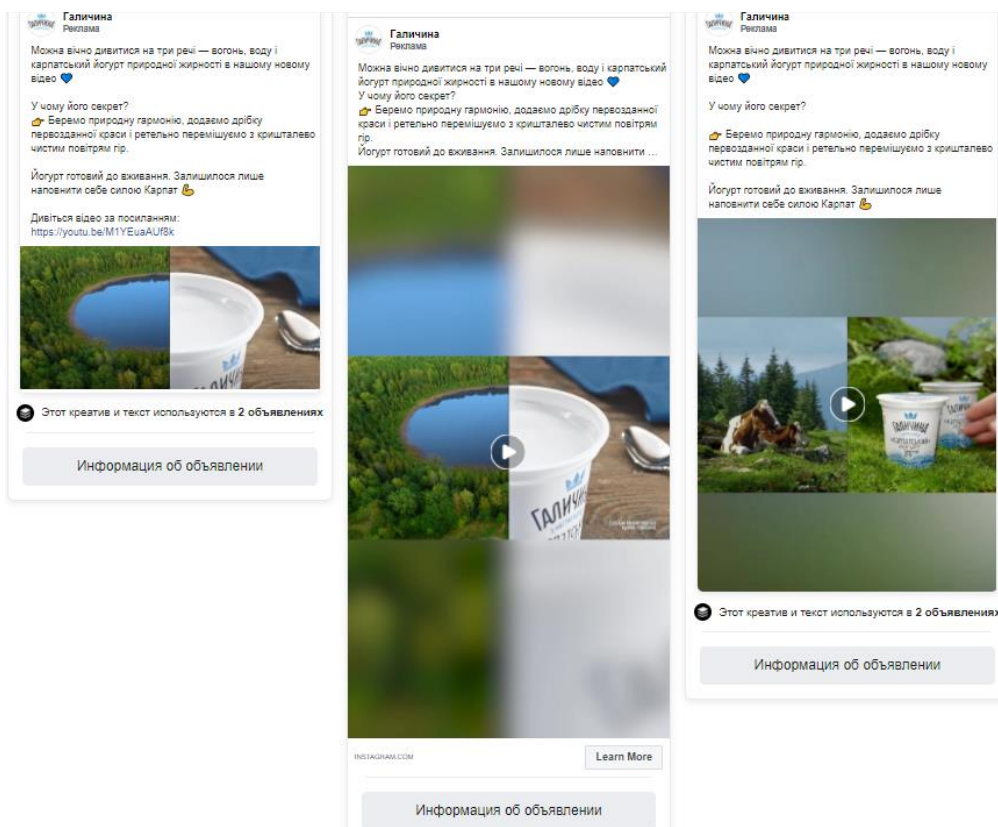 Галичина
Реклама
Можна вічно дивитися на три речі — вогонь, воду і
карпатський йогурт природної жирності в нашому новому
відео 💙
У чому його секрет?
👉 Беремо природну гармонію, додаємо дрібку
первозданної краси і ретельно перемішуємо з кришталево
чистим повітрям гір.
Йогурт готовий до вживання. Залишилося лише
наповнити себе силою Карпат 💪
Дивіться відео за посиланням:
https://youtu.be/M1YEuaAUf8k
Этот креатив и текст используются в 2 объявлениях
Информация об объявлении
Галичина
Реклама
Можна вічно дивитися на три речі — вогонь, воду і карпатський
йогурт природної жирності в нашому новому відео 💙
У чому його секрет?
👉 Беремо природну гармонію, додаємо дрібку первозданної
краси і ретельно перемішуємо з кришталево чистим повітрям
гір.
Йогурт готовий до вживання. Залишилося лише наповнити ...
ГАЛИЧИНА
INSTAGRAM.COM
Learn More
Информация об объявлении
Галичина
Реклама
Можна вічно дивитися на три речі — вогонь, воду і
карпатський йогурт природної жирності в нашому новому
відео 💙
У чому його секрет?
👉 Беремо природну гармонію, додаємо дрібку
первозданної краси і ретельно перемішуємо з кришталево
чистим повітрям гір.
Йогурт готовий до вживання. Залишилося лише
наповнити себе силою Карпат 💪
ГАЛИЧИНА
Этот креатив и текст используются в 2 объявлениях
Информация об объявлении